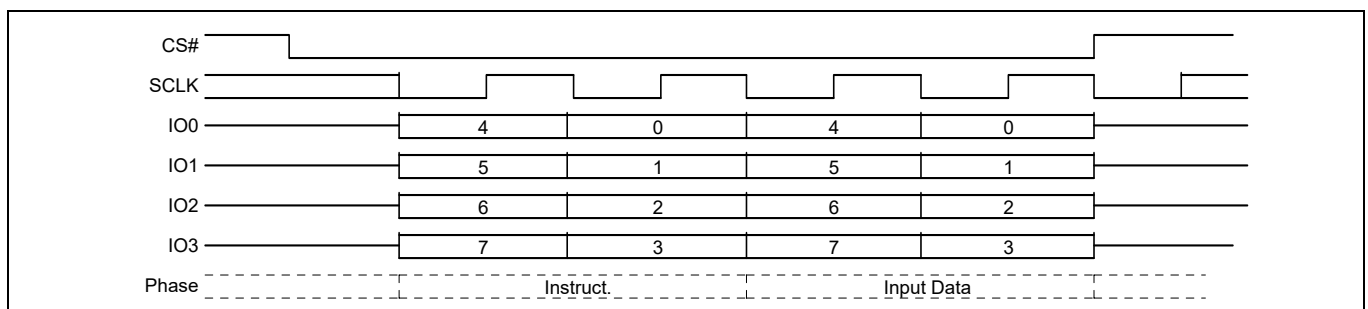 CS#
SCLK
IO0 4 0 4 0
IO1 5 1 5 1
IO2 6 2 6 2
IO3 7 3 7 3
Phase Instruct. Input Data